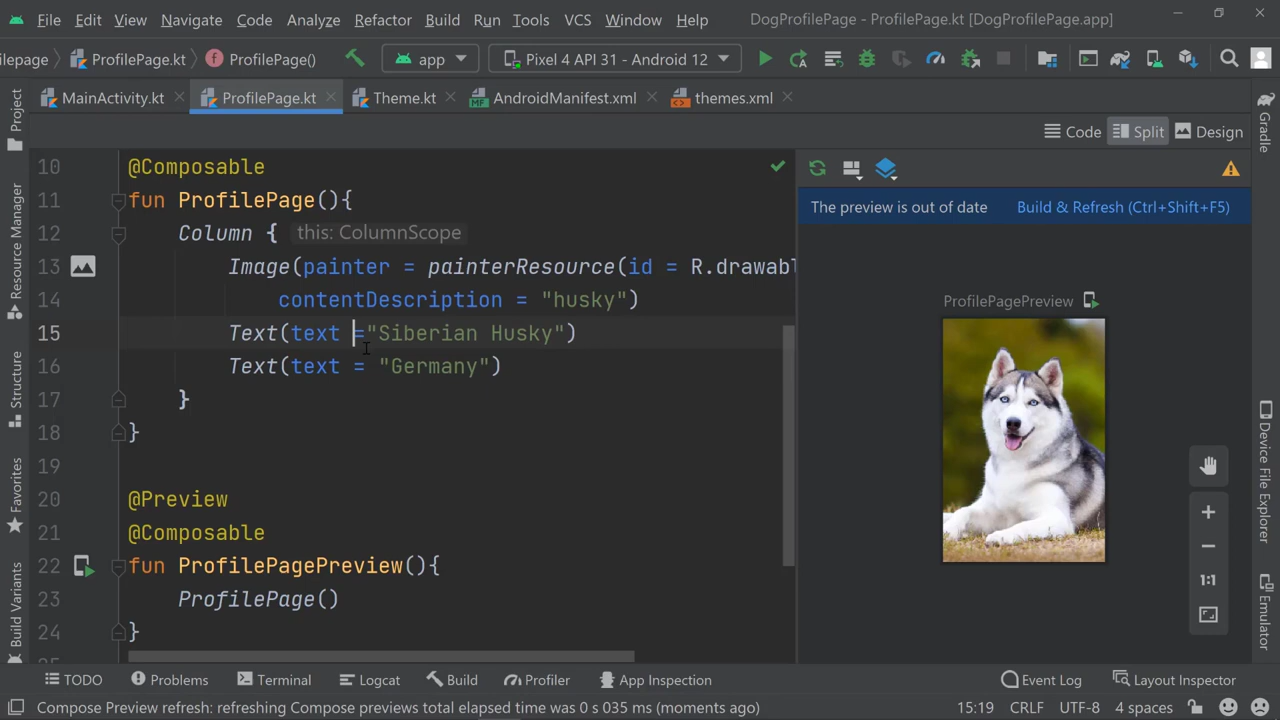 File Edit View Navigate Code Analyze Refactor Build Run Tools VCS Window Help DogProfilePage - ProfilePage.kt [DogProfilePage.app]
ilepage ProfilePage.kt ProfilePage() app Pixel 4 API 31 - Android 12
MainActivity.kt ProfilePage.kt Theme.kt AndroidManifest.xml themes.xml
Code Split Design
Project
Resource Manager
Structure
Favorites
Build Variants
10 @Composable
11 fun ProfilePage(){
12 Column { this: ColumnScope
13 Image(painter = painterResource(id = R.drawabl
14 contentDescription = "husky")
15 Text(text ="Siberian Husky")
16 Text(text = "Germany")
17 }
18 }
19
20 @Preview
21 @Composable
22 fun ProfilePagePreview(){
23 ProfilePage()
24 }
The preview is out of date Build & Refresh (Ctrl+Shift+F5)
ProfilePagePreview
1:1
Gradle
Device File Explorer
Emulator
TODO Problems Terminal Logcat Build Profiler App Inspection Event Log Layout Inspector
Compose Preview refresh: refreshing Compose previews total elapsed time was 0 s 035 ms (moments ago) 15:19 CRLF UTF-8 4 spaces